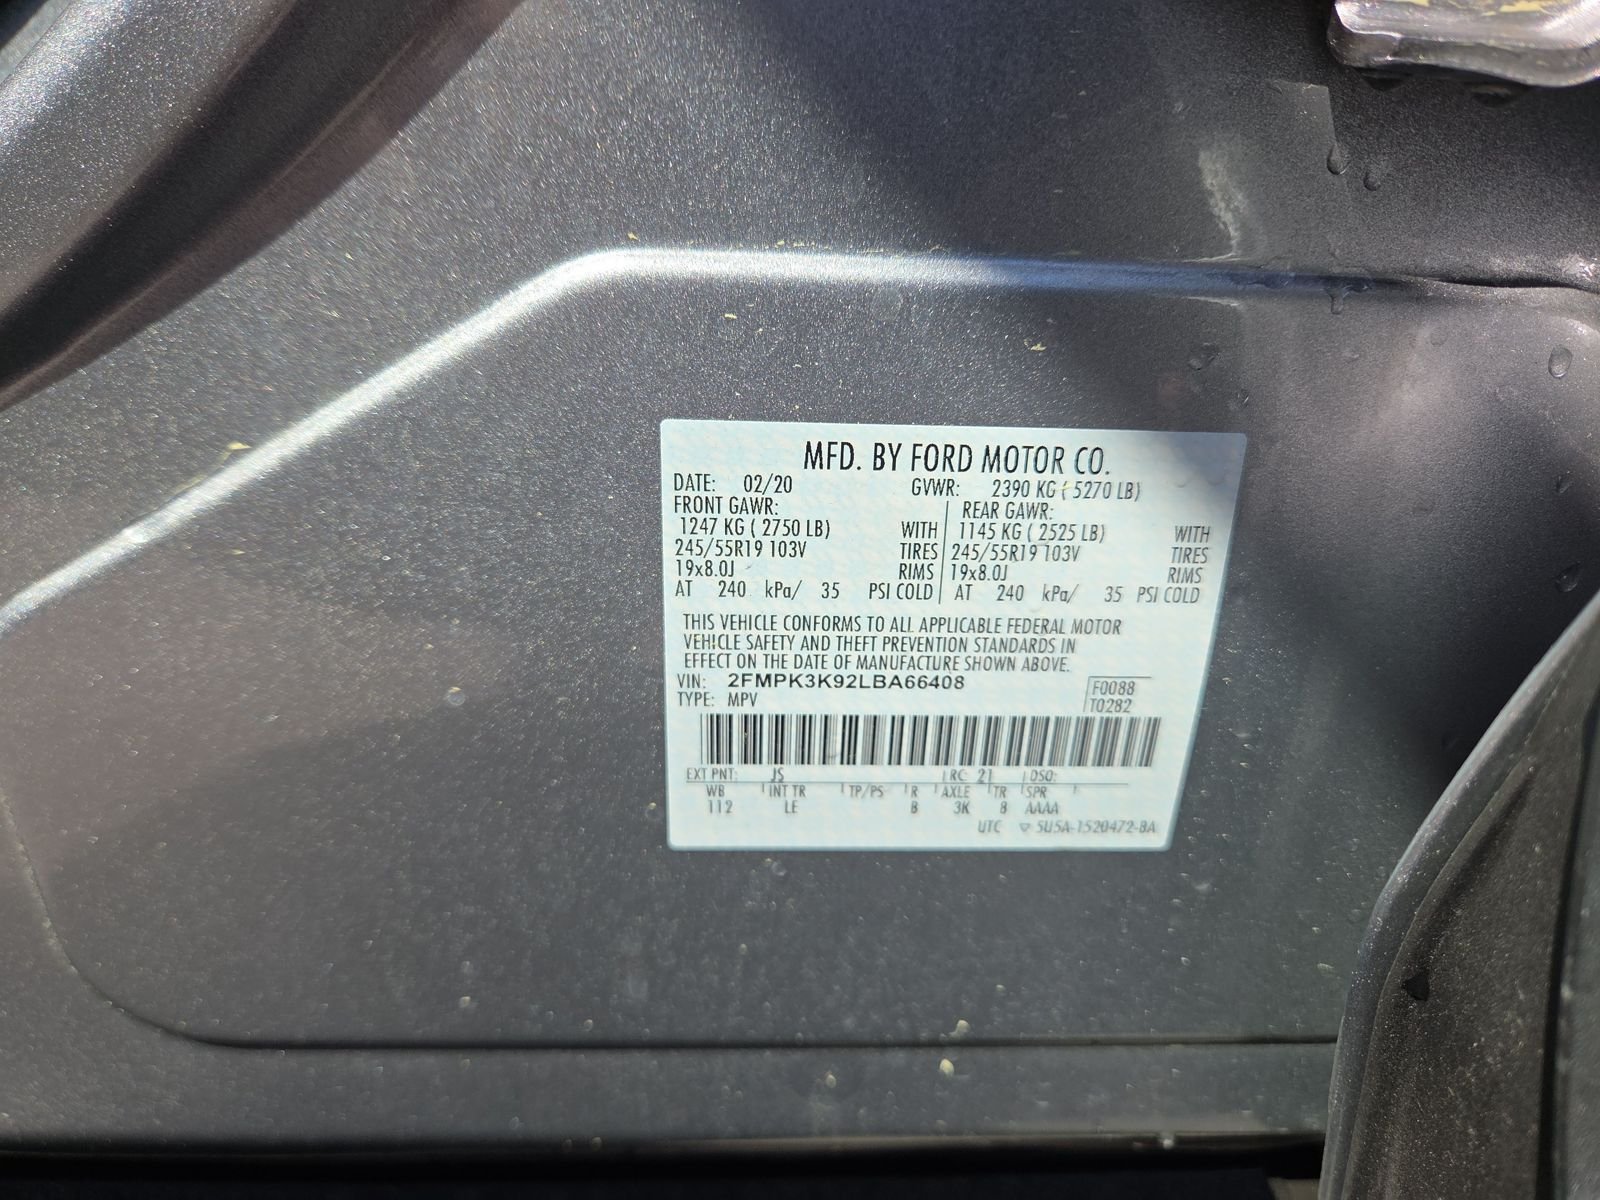 MFD. BY FORD MOTOR CO.
DATE: 02/20 GVWR: 2390 KG ( 5270 LB)
FRONT GAWR: REAR GAWR:
1247 KG ( 2750 LB) WITH 1145 KG ( 2525 LB) WITH
245/55R19 103V TIRES 245/55R19 103V TIRES
19x8.0J RIMS 19x8.0J RIMS
AT 240 kPa/ 35 PSI COLD AT 240 kPa/ 35 PSI COLD
THIS VEHICLE CONFORMS TO ALL APPLICABLE FEDERAL MOTOR
VEHICLE SAFETY AND THEFT PREVENTION STANDARDS IN
EFFECT ON THE DATE OF MANUFACTURE SHOWN ABOVE.
VIN: 2FMPK3K92LBA66408 F0088
TYPE: MPV T0282
EXT PNT: JS RC: 21 DSO:
WB INT TR TP/PS R AXLE TR SPR
112 LE B 3K 8 AAAA
UTC ▽ 5U5A-1520472-BA